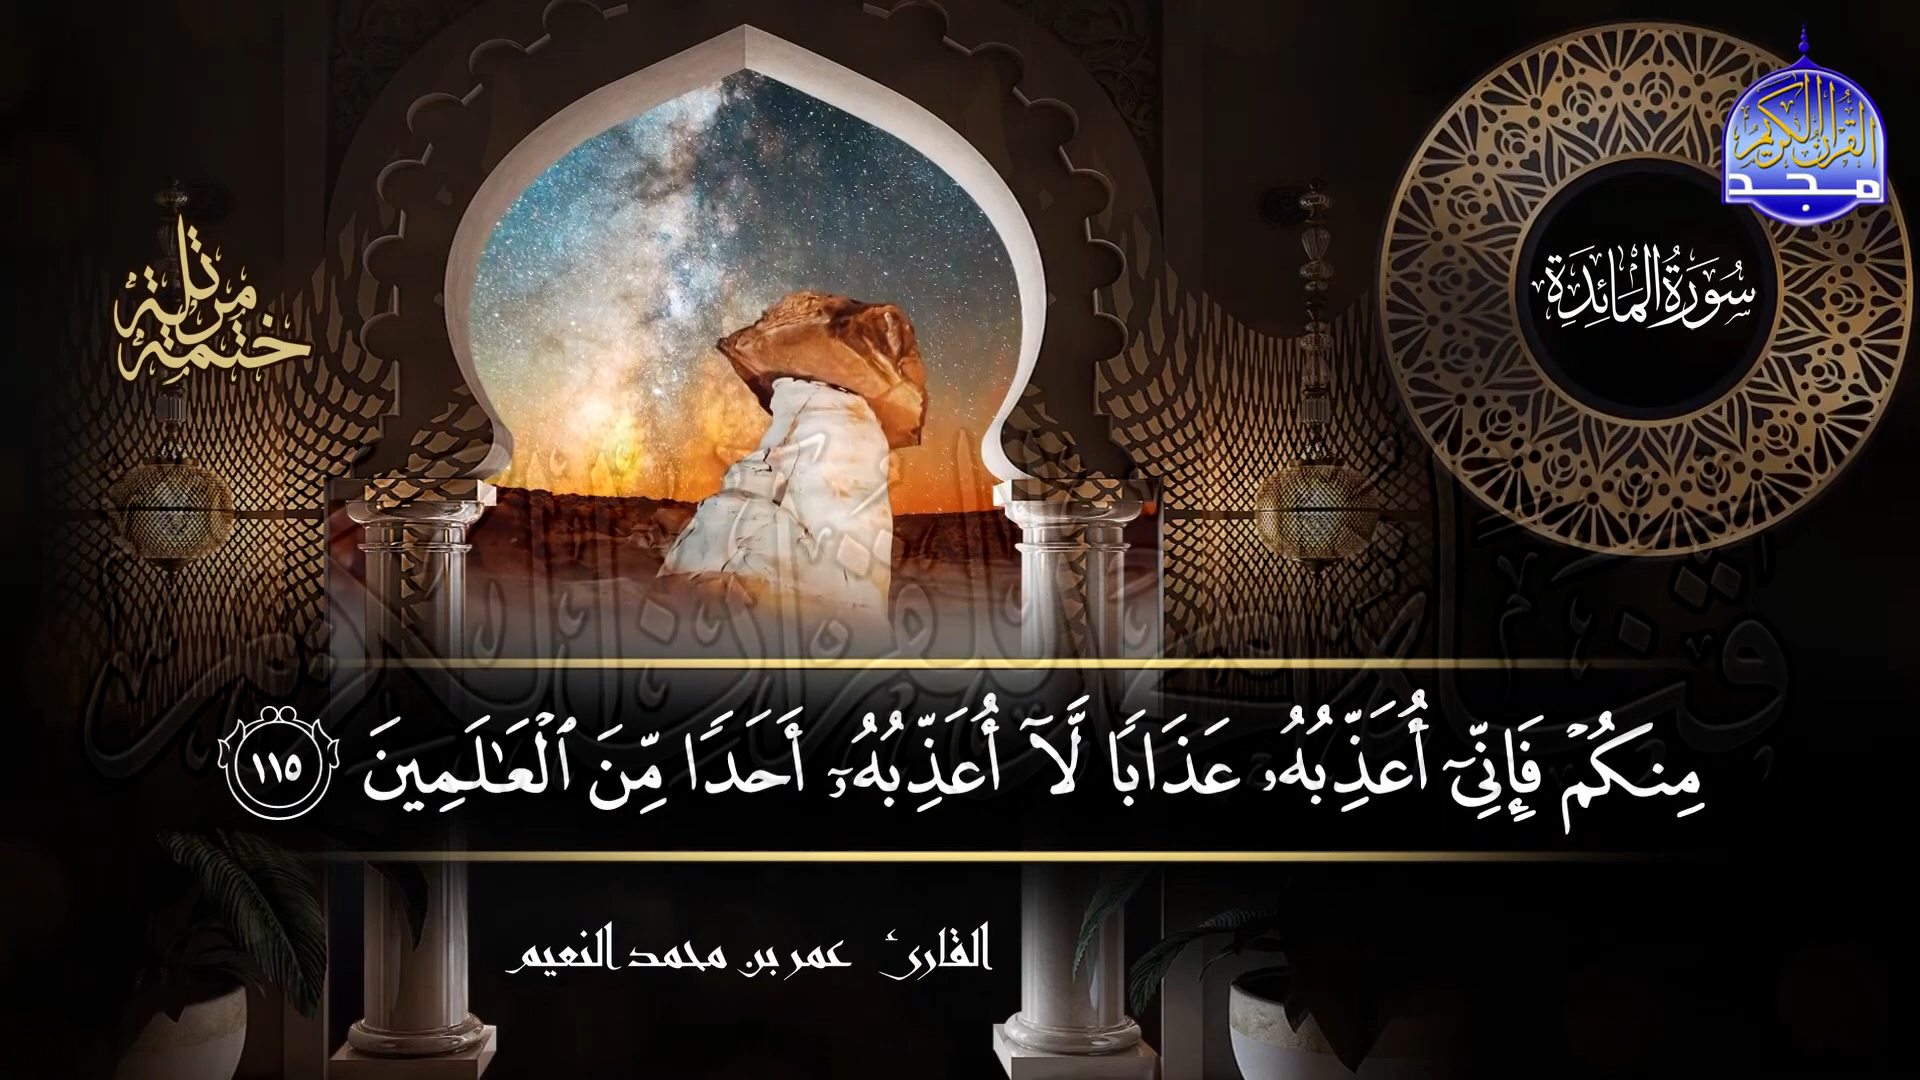 القرآن الكريم
مجد
سُورَةُ المَائِدَةِ
ختمة
مرتلة
مِنكُمْ فَإِنِّيٓ أُعَذِّبُهُۥ عَذَابًا لَّآ أُعَذِّبُهُۥٓ أَحَدًا مِّنَ ٱلْعَـٰلَمِينَ ١١٥
القارئ عمر بن محمد النعيم